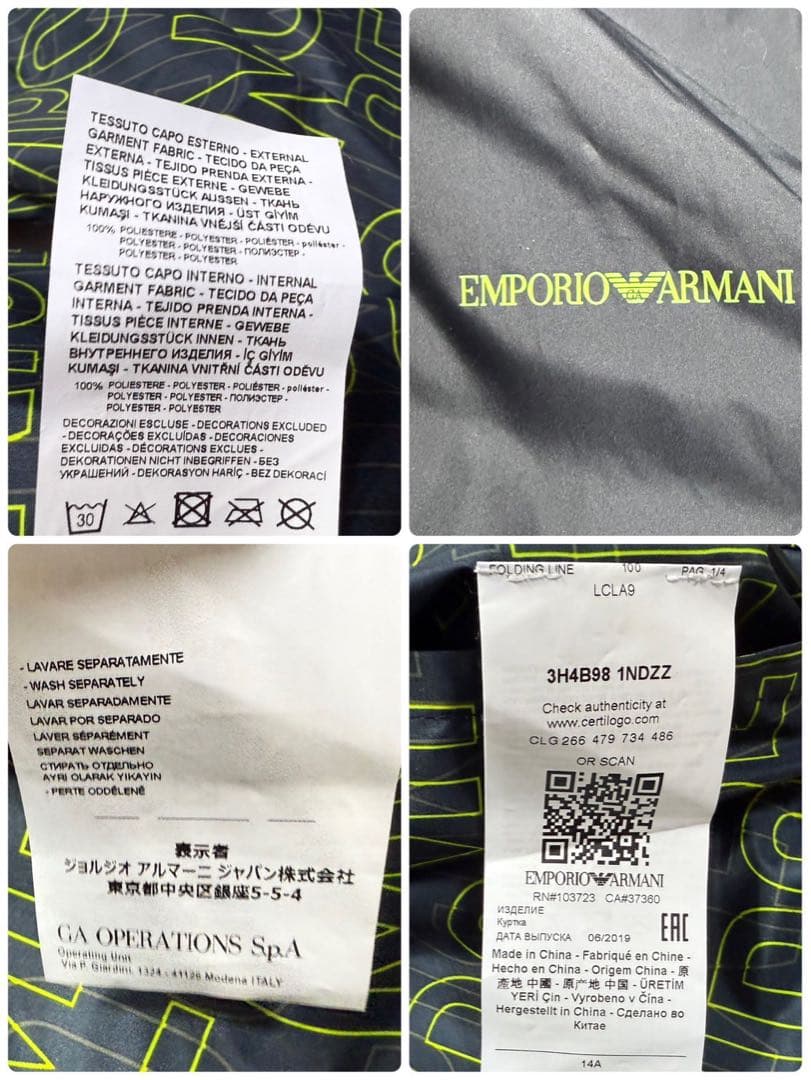 TESSUTO CAPO ESTERNO - EXTERNAL
GARMENT FABRIC - TECIDO DA PEÇA
EXTERNA - TEJIDO PRENDA EXTERNA -
TISSUS PIÈCE EXTERNE - GEWEBE
KLEIDUNGSSTÜCK AUSSEN - ТКАНЬ
НАРУЖНОГО ИЗДЕЛИЯ - ÜST GİYİM
KUMAŞI - TKANINA VNĚJŠÍ ČÁSTI ODĚVU
100% POLIESTERE - POLYESTER - POLIÉSTER - poliéster -
POLYESTER - POLYESTER - ПОЛИЭСТЕР -
POLYESTER - POLYESTER
TESSUTO CAPO INTERNO - INTERNAL
GARMENT FABRIC - TECIDO DA PEÇA
INTERNA - TEJIDO PRENDA INTERNA -
TISSUS PIÈCE INTERNE - GEWEBE
KLEIDUNGSSTÜCK INNEN - ТКАНЬ
ВНУТРЕННЕГО ИЗДЕЛИЯ - İÇ GİYİM
KUMAŞI - TKANINA VNITŘNÍ ČÁSTI ODĚVU
100% POLIESTERE - POLYESTER - POLIÉSTER - poliéster -
POLYESTER - POLYESTER - ПОЛИЭСТЕР -
POLYESTER - POLYESTER
DECORAZIONI ESCLUSE - DECORATIONS EXCLUDED
- DECORAÇÕES EXCLUÍDAS - DECORACIONES
EXCLUIDAS - DÉCORATIONS EXCLUES -
DEKORATIONEN NICHT INBEGRIFFEN - БЕЗ
УКРАШЕНИЙ - DEKORASYON HARİÇ - BEZ DEKORACÍ
30
EMPORIO ARMANI
GA
- LAVARE SEPARATAMENTE
- WASH SEPARATELY
LAVAR SEPARADAMENTE
LAVAR POR SEPARADO
LAVER SÉPARÉMENT
SEPARAT WASCHEN
СТИРАТЬ ОТДЕЛЬНО
AYRI OLARAK YIKAYIN
- PERTE ODDĚLENĚ
表示者
ジョルジオ アルマーニ ジャパン株式会社
東京都中央区銀座5-5-4
GA OPERATIONS SpA
Operating Unit
Via P. Giardini, 1324 - 41126 Modena ITALY
FOLDING LINE 100 PAG. 1/4
LCLA9
3H4B98 1NDZZ
Check authenticity at
www.certilogo.com
CLG 266 479 734 486
OR SCAN
EMPORIO ARMANI
RN#103723 CA#37360
ИЗДЕЛИЕ
Куртка
ДАТА ВЫПУСКА 06/2019
EAC
Made in China - Fabriqué en Chine -
Hecho en China - Origem China - 原
產地 中國 - 原产地 中国 - ÜRETİM
YERİ Çin - Vyrobeno v Čína -
Hergestellt in China - Сделано во
Китае
14A